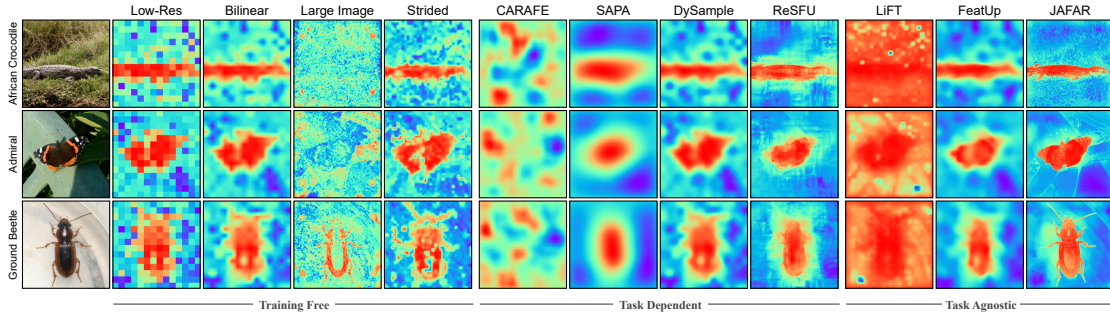 Low-Res Bilinear Large Image Strided CARAFE SAPA DySample ReSFU LiFT FeatUp JAFAR
African Crocodile
Admiral
Ground Beetle
Training Free Task Dependent Task Agnostic